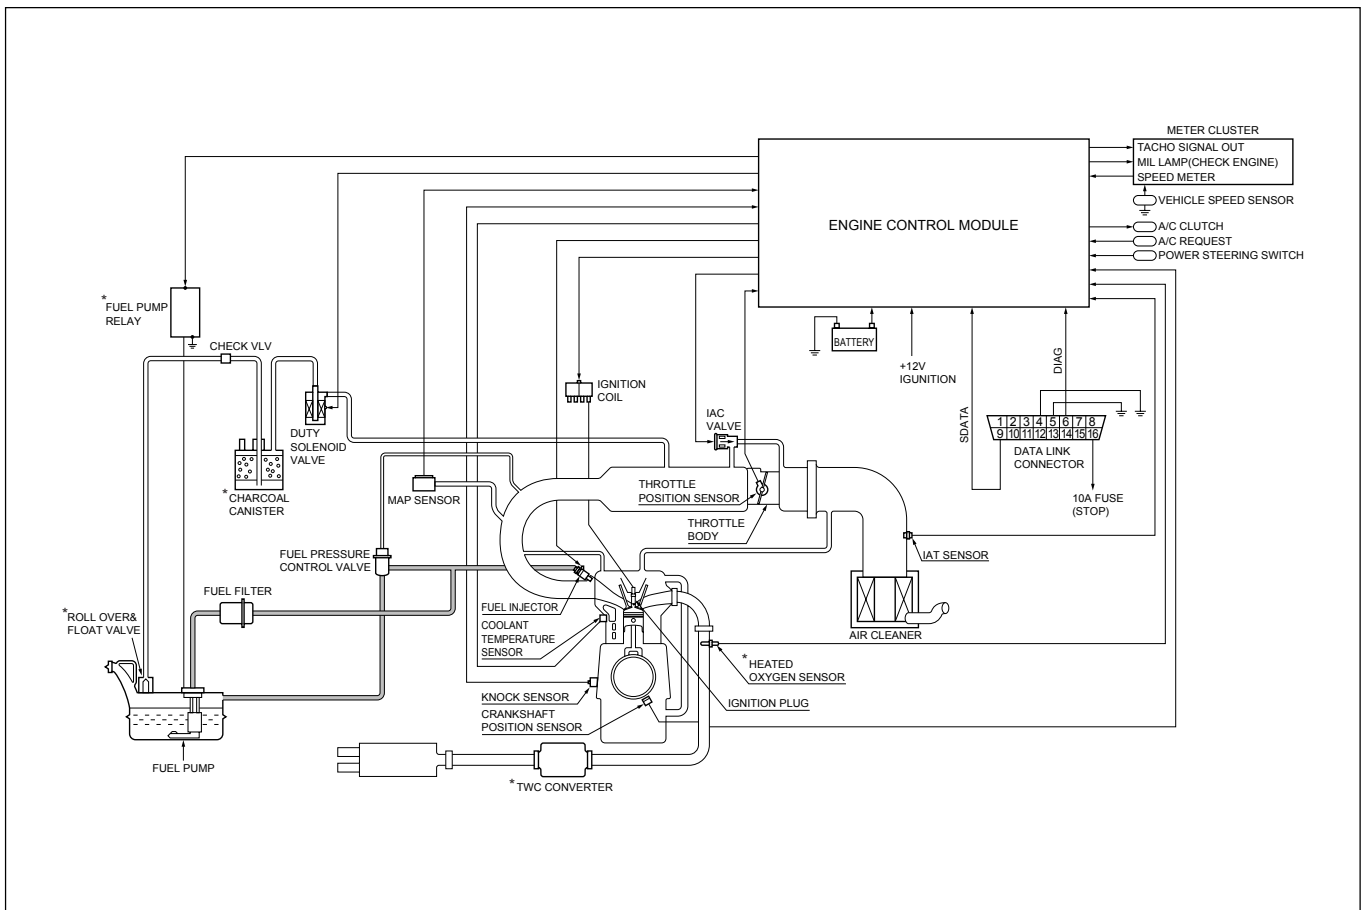 METER CLUSTER
TACHO SIGNAL OUT
MIL LAMP(CHECK ENGINE)
SPEED METER
VEHICLE SPEED SENSOR
ENGINE CONTROL MODULE
A/C CLUTCH
A/C REQUEST
POWER STEERING SWITCH
*FUEL PUMP
RELAY
CHECK VLV
BATTERY
+12V
IGUNITION
SDATA
DIAG
IGNITION
COIL
IAC
VALVE
1 2 3 4 5 6 7 8
9 10 11 12 13 14 15 16
DATA LINK
CONNECTOR
10A FUSE
(STOP)
DUTY
SOLENOID
VALVE
*CHARCOAL
CANISTER
MAP SENSOR
THROTTLE
POSITION SENSOR
THROTTLE
BODY
IAT SENSOR
FUEL PRESSURE
CONTROL VALVE
FUEL FILTER
*ROLL OVER&
FLOAT VALVE
FUEL INJECTOR
COOLANT
TEMPERATURE
SENSOR
AIR CLEANER
*HEATED
OXYGEN SENSOR
KNOCK SENSOR
IGNITION PLUG
CRANKSHAFT
POSITION SENSOR
FUEL PUMP
*TWC CONVERTER